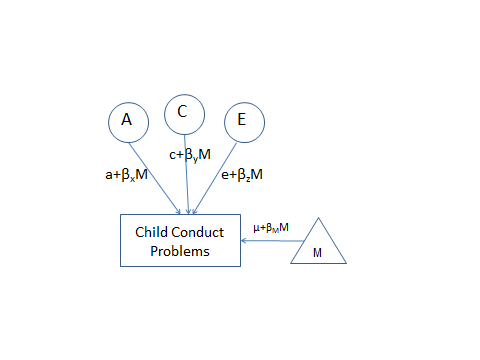 A
C
E
c+βyM
a+βxM
e+βzM
Child Conduct
Problems
μ+βMM
M